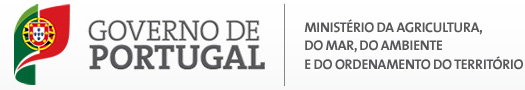 GOVERNO DE
PORTUGAL
MINISTÉRIO DA AGRICULTURA,
DO MAR, DO AMBIENTE
E DO ORDENAMENTO DO TERRITÓRIO